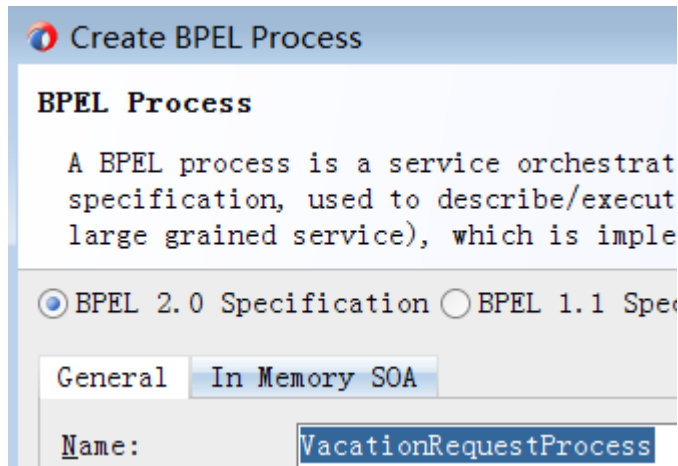 Create BPEL Process
BPEL Process
A BPEL process is a service orchestrat
specification, used to describe/execut
large grained service), which is imple
BPEL 2.0 Specification BPEL 1.1 Spec
General In Memory SOA
Name: VacationRequestProcess